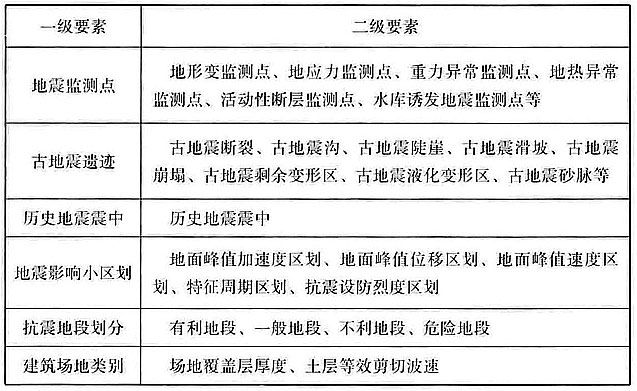 一级要素
二级要素
地震监测点
地形变监测点、地应力监测点、重力异常监测点、地热异常
监测点、活动性断层监测点、水库诱发地震监测点等
古地震遗迹
古地震断裂、古地震沟、古地震陡崖、古地震滑坡、古地震
崩塌、古地震剩余变形区、古地震液化变形区、古地震砂脉等
历史地震震中
历史地震震中
地震影响小区划
地面峰值加速度区划、地面峰值位移区划、地面峰值速度区
划、特征周期区划、抗震设防烈度区划
抗震地段划分
有利地段、一般地段、不利地段、危险地段
建筑场地类别
场地覆盖层厚度、土层等效剪切波速